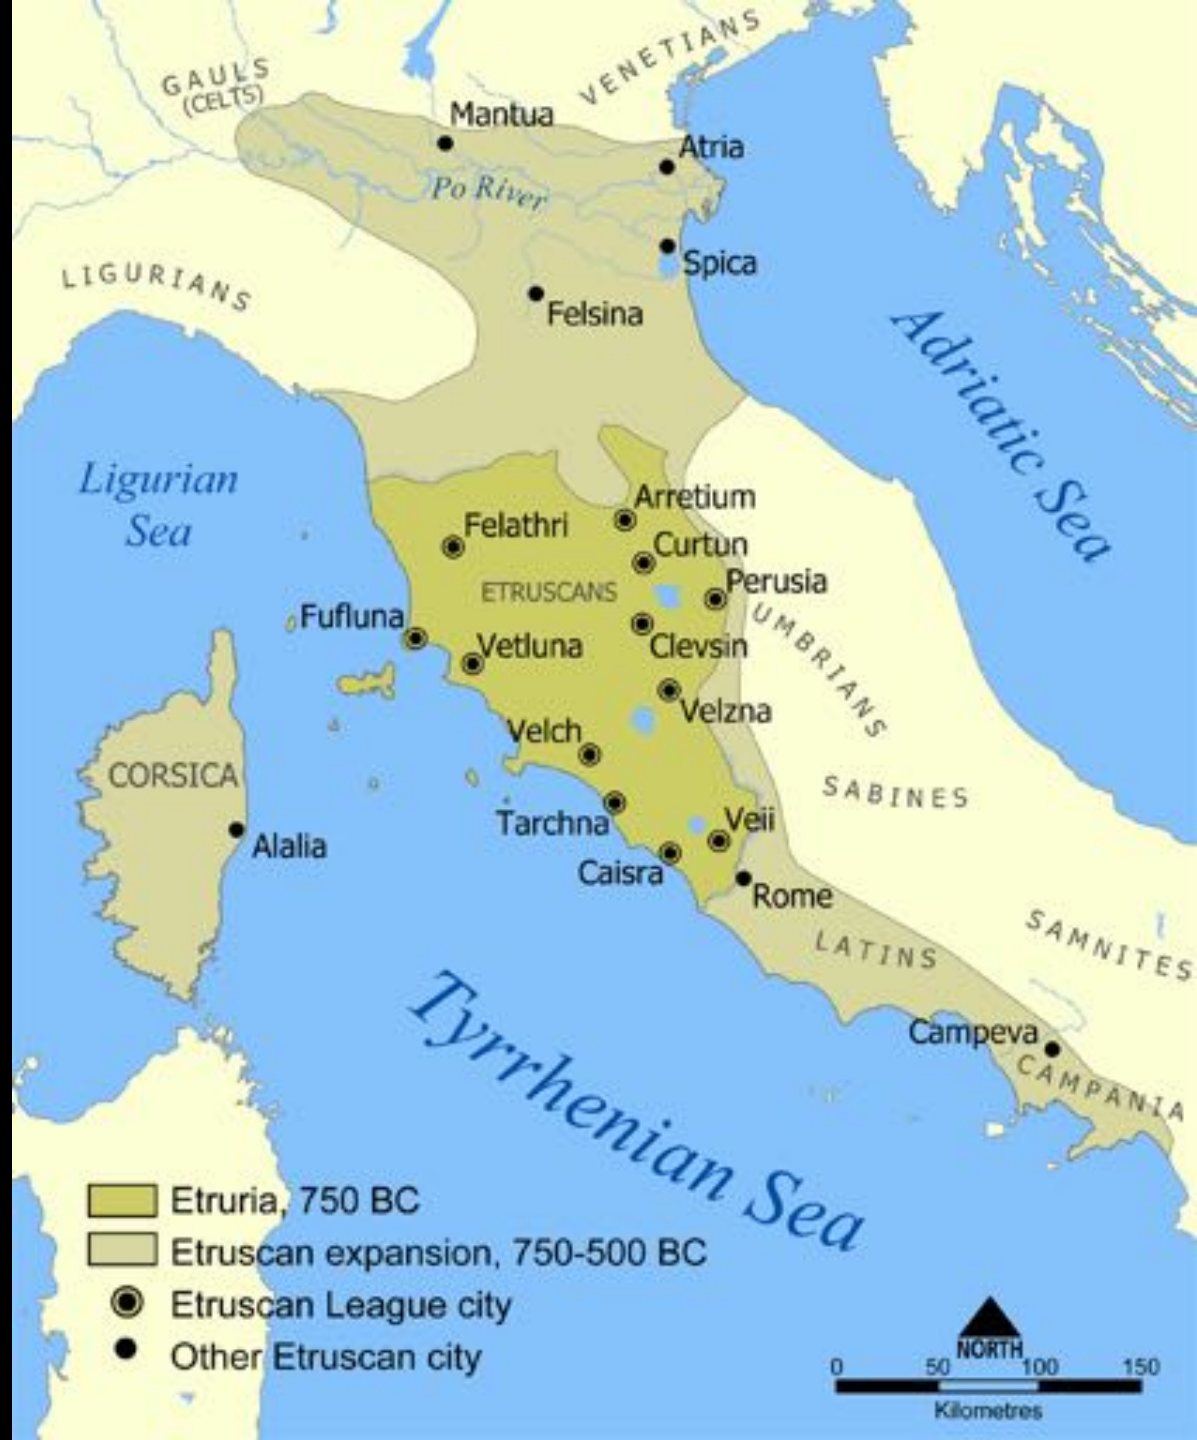 GAULS
(CELTS)
VENETIANS
Mantua
Atria
Po River
Spica
LIGURIANS
Felsina
Adriatic Sea
Ligurian
Sea
Arretium
Felathri
Curtun
ETRUSCANS
Perusia
Fufluna
UMBRIANS
Vetluna
Clevsin
Velzna
Velch
CORSICA
SABINES
Tarchna
Veii
Alalia
Caisra
Rome
LATINS
SAMNITES
Tyrrhenian Sea
Campeva
CAMPANIA
Etruria, 750 BC
Etruscan expansion, 750-500 BC
Etruscan League city
Other Etruscan city
NORTH
0 50 100 150
Kilometres